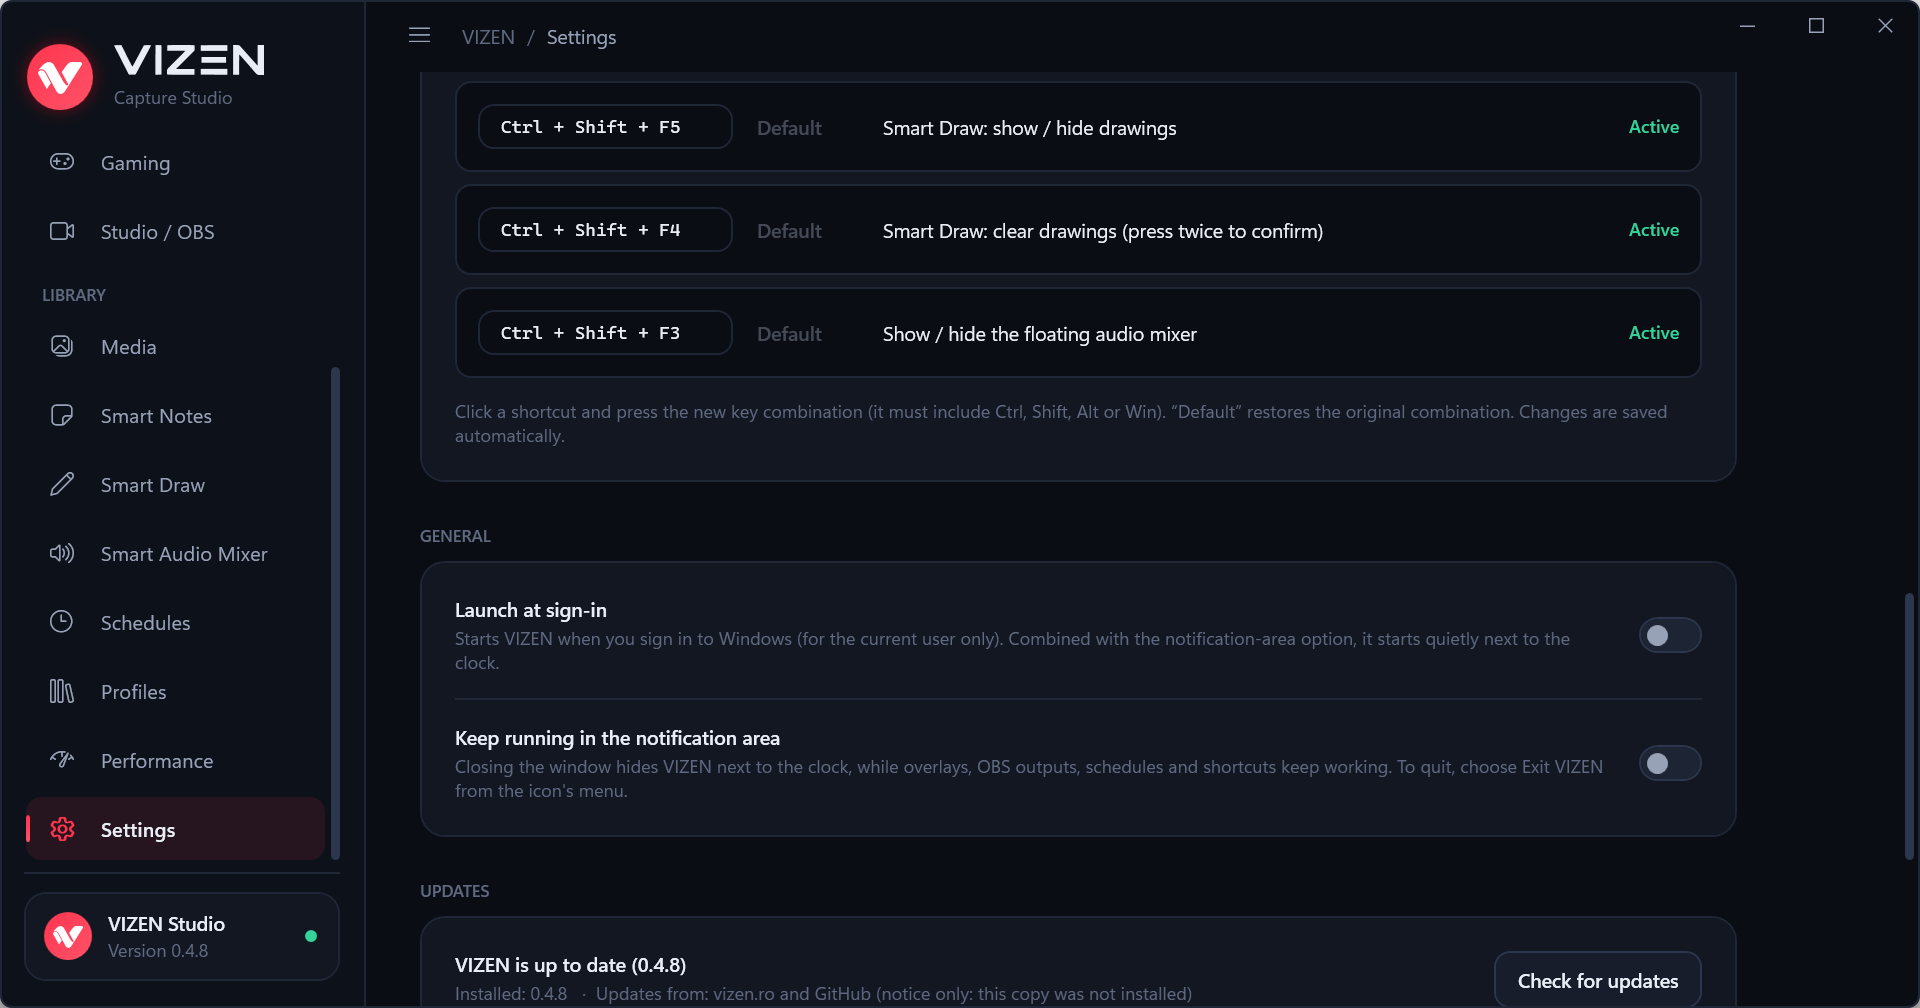 VIZEN
Capture Studio
Gaming
Studio / OBS
LIBRARY
Media
Smart Notes
Smart Draw
Smart Audio Mixer
Schedules
Profiles
Performance
Settings
VIZEN Studio
Version 0.4.8
VIZEN / Settings
Ctrl + Shift + F5 Default Smart Draw: show / hide drawings Active
Ctrl + Shift + F4 Default Smart Draw: clear drawings (press twice to confirm) Active
Ctrl + Shift + F3 Default Show / hide the floating audio mixer Active
Click a shortcut and press the new key combination (it must include Ctrl, Shift, Alt or Win). “Default” restores the original combination. Changes are saved
automatically.
GENERAL
Launch at sign-in
Starts VIZEN when you sign in to Windows (for the current user only). Combined with the notification-area option, it starts quietly next to the
clock.
Keep running in the notification area
Closing the window hides VIZEN next to the clock, while overlays, OBS outputs, schedules and shortcuts keep working. To quit, choose Exit VIZEN
from the icon's menu.
UPDATES
VIZEN is up to date (0.4.8)
Installed: 0.4.8 · Updates from: vizen.ro and GitHub (notice only: this copy was not installed)
Check for updates